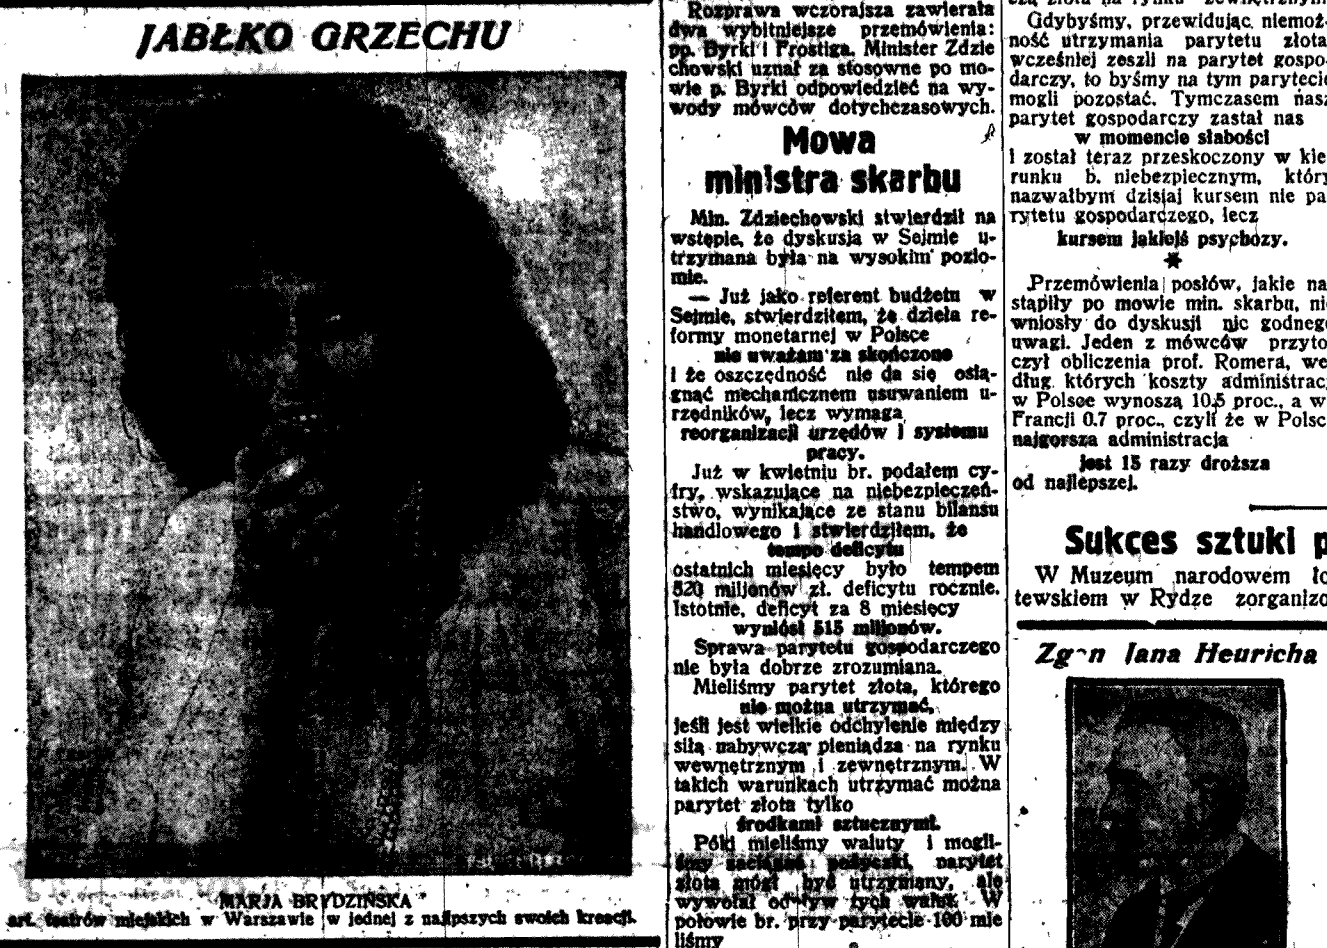 JABŁKO GRZECHU
MARJA BRYDZIŃSKA
art. teatrów miejskich w Warszawie w jednej z najlpszych swoich kreacji.
Rozprawa wczorajsza zawierała
dwa wybitniejsze przemówienia:
pp. Byrki i Frostiga. Minister Zdzie
chowski uznał za stosowne po mo-
wie p. Byrki odpowiedzieć na wy-
wody mówców dotychczasowych.
Mowa
ministra skarbu
Min. Zdziechowski stwierdził na
wstępie, że dyskusja w Sejmie u-
trzymana była na wysokim pozio-
mie.
— Już jako referent budżetu w
Sejmie, stwierdziłem, że dzieła re-
formy monetarnej w Polsce
nie uważam za skończone
i że oszczędność nie da się osią-
gnąć mechanicznem usuwaniem u-
rzędników, lecz wymaga
reorganizacji urzędów i systemu
pracy.
Już w kwietniu br. podałem cy-
fry, wskazujące na niebezpieczeń-
stwo, wynikające ze stanu bilansu
handlowego i stwierdziłem, że
tempo deficytu
ostatnich miesięcy było tempem
520 miljonów zł. deficytu rocznie.
Istotnie, deficyt za 8 miesięcy
wyniósł 515 miljonów.
Sprawa parytetu gospodarczego
nie była dobrze zrozumiana.
Mieliśmy parytet złota, którego
nie można utrzymać,
jeśli jest wielkie odchylenie między
siłą nabywczą pieniądza na rynku
wewnętrznym i zewnętrznym. W
takich warunkach utrzymać można
parytet złota tylko
środkami sztucznymi.
Póki mieliśmy waluty i mogli-
śmy zaciągać pożyczki, parytet
złota mógł być utrzymany, ale
wywołał odpływ tych walut. W
połowie br. przy parytecie 100 mie
liśmy
Gdybyśmy, przewidując niemoż-
ność utrzymania parytetu złota
wcześniej zeszli na parytet gospo-
darczy, to byśmy na tym parytecie
mogli pozostać. Tymczasem nasz
parytet gospodarczy zastał nas
w momencie słabości
i został teraz przeskoczony w kie
runku b. niebezpiecznym, który
nazwałbym dzisiaj kursem nie pa
rytetu gospodarczego, lecz
kursem jakiejś psychozy.
*
Przemówienia posłów, jakie na
stąpiły po mowie min. skarbu, nie
wniosły do dyskusji nic godnego
uwagi. Jeden z mówców przyto
czył obliczenia prof. Romera, we
dług których koszty administrac
w Polsce wynoszą 10,5 proc., a w
Francji 0.7 proc., czyli że w Polsc
najgorsza administracja
jest 15 razy droższa
od najlepszej.
Sukces sztuki p
W Muzeum narodowem ło
tewskiem w Rydze zorganizo
Zgon Jana Heuricha